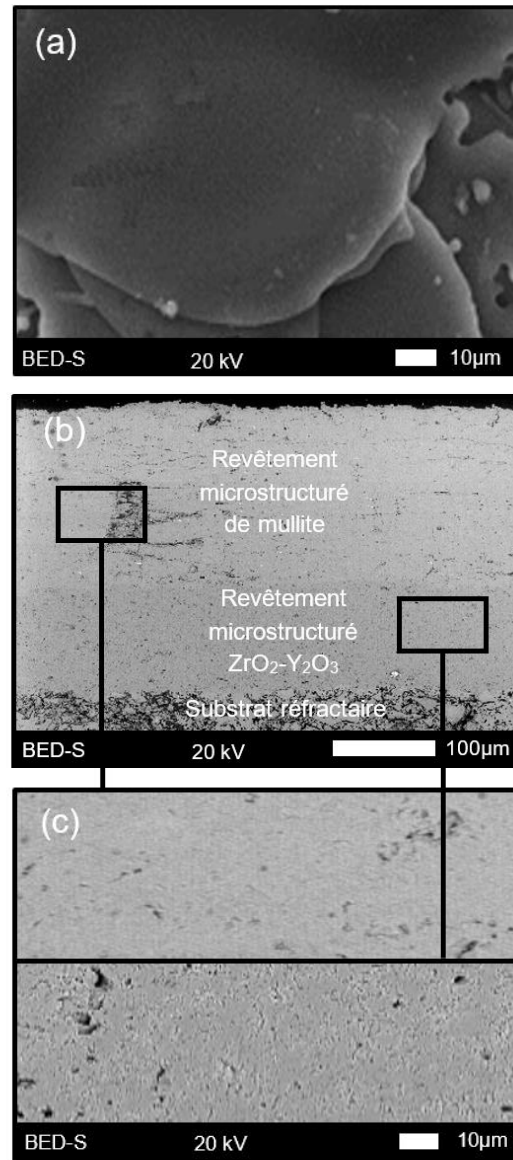 (a)
BED-S 20 kV 10µm
(b)
Revêtement
microstructuré
de mullite
Revêtement
microstructuré
ZrO₂-Y₂O₃
Substrat réfractaire
BED-S 20 kV 100µm
(c)
BED-S 20 kV 10µm